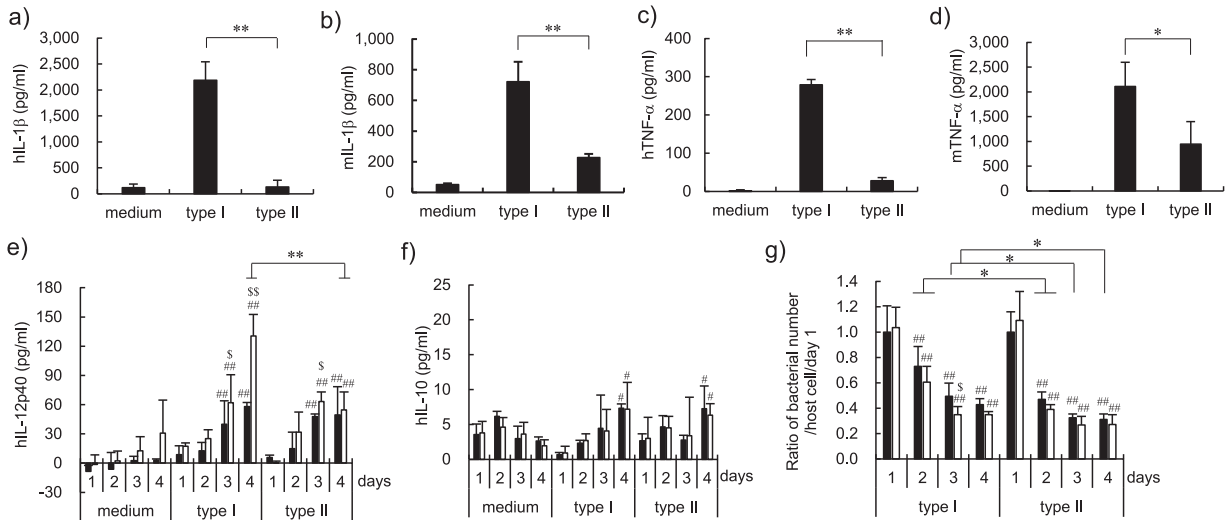 a)
**
hIL-1β (pg/ml)
3,000
2,500
2,000
1,500
1,000
500
0
medium type I type II
b)
**
mIL-1β (pg/ml)
1,000
800
600
400
200
0
medium type I type II
c)
**
hTNF-α (pg/ml)
400
300
200
100
0
medium type I type II
d)
*
mTNF-α (pg/ml)
3,000
2,500
2,000
1,500
1,000
500
0
medium type I type II
e)
**
hIL-12p40 (pg/ml)
180
150
120
90
60
30
0
-30
$
## ##
$$
## ##
$
## ##
## ##
1 2 3 4 1 2 3 4 1 2 3 4 days
medium type I type II
f)
hIL-10 (pg/ml)
25
20
15
10
5
0
#
#
#
#
1 2 3 4 1 2 3 4 1 2 3 4 days
medium type I type II
g)
*
*
*
Ratio of bacterial number
/host cell/day 1
1.4
1.2
1.0
0.8
0.6
0.4
0.2
0.0
## ##
$
## ##
## ##
## ##
## ##
## ##
1 2 3 4 1 2 3 4 days
type I type II